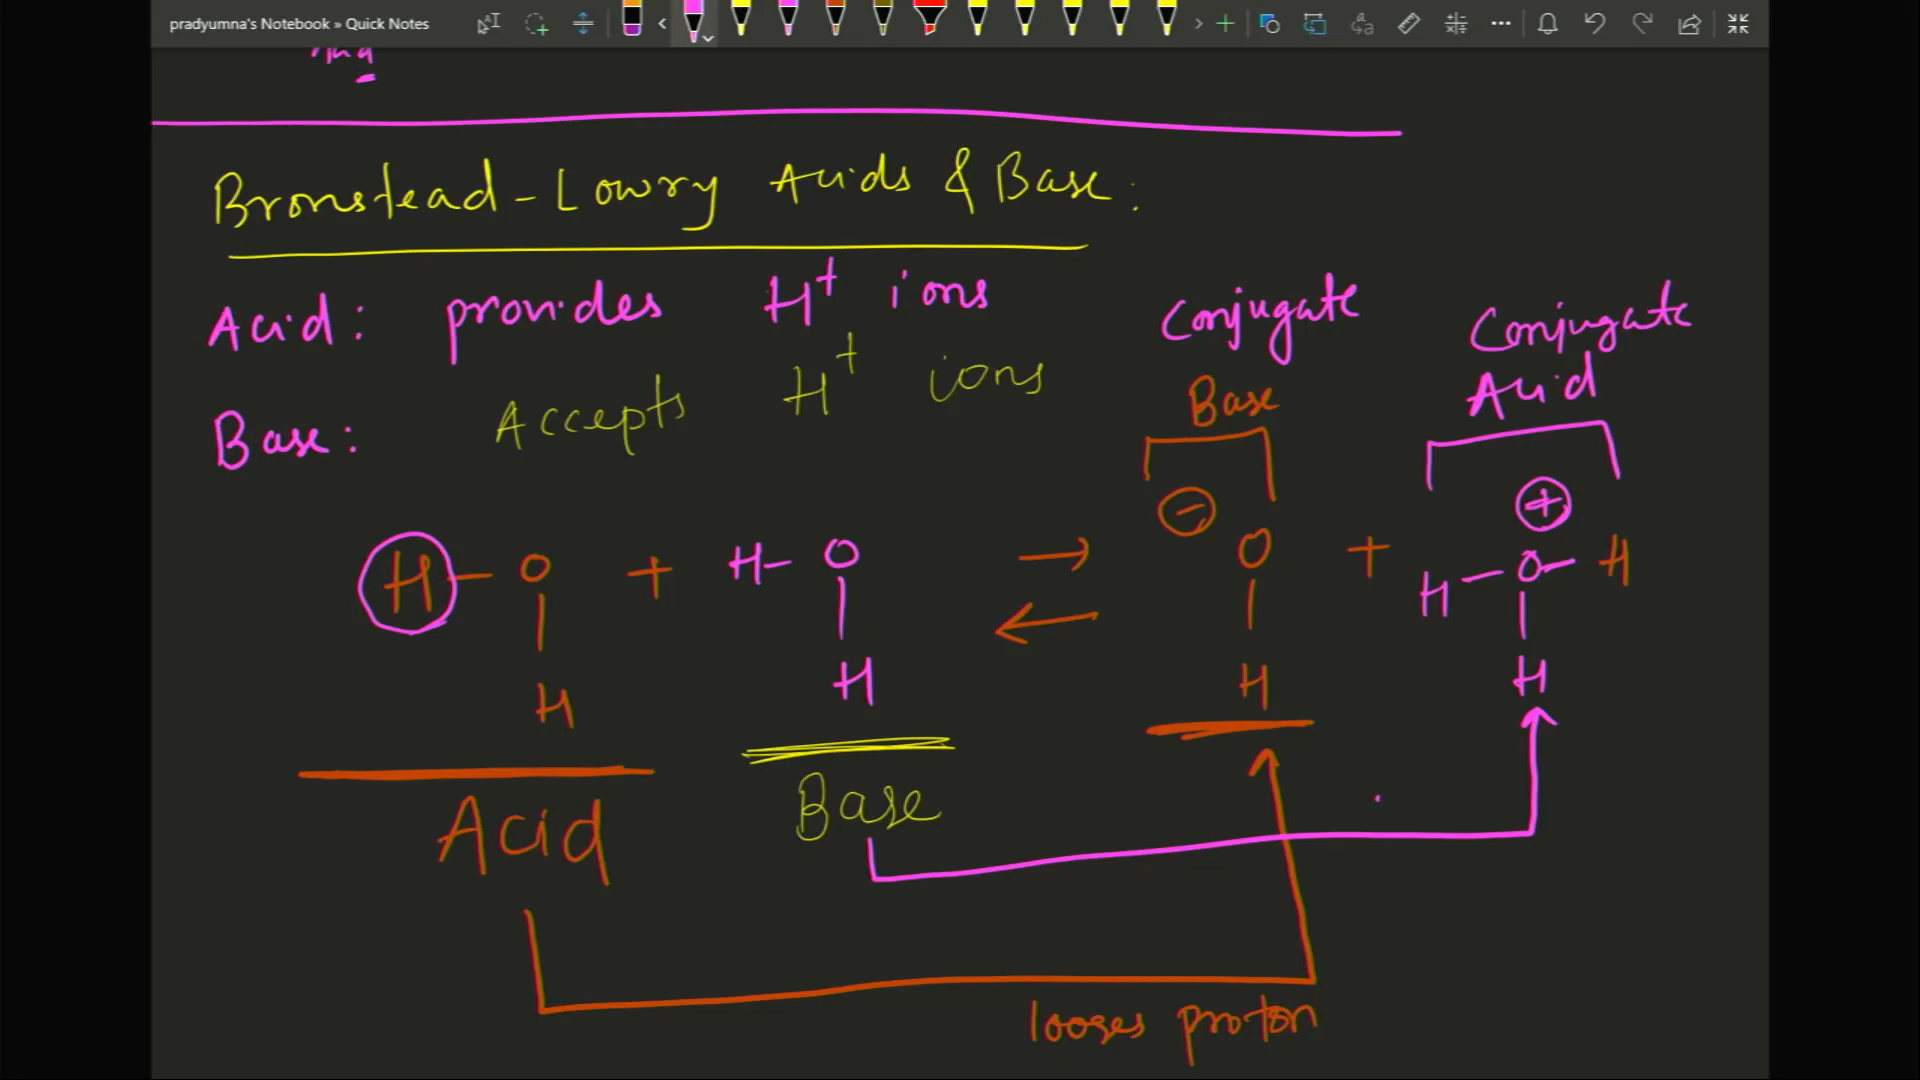 pradyumna's Notebook » Quick Notes
Bronstead-Lowry Acids & Base:
Acid: provides H+ ions
Base: Accepts H+ ions
Conjugate
Base
Conjugate
Acid
H-O + H-O → ⊖ O + H-O-H ⊕
←
H H H H
Acid
Base
looses proton